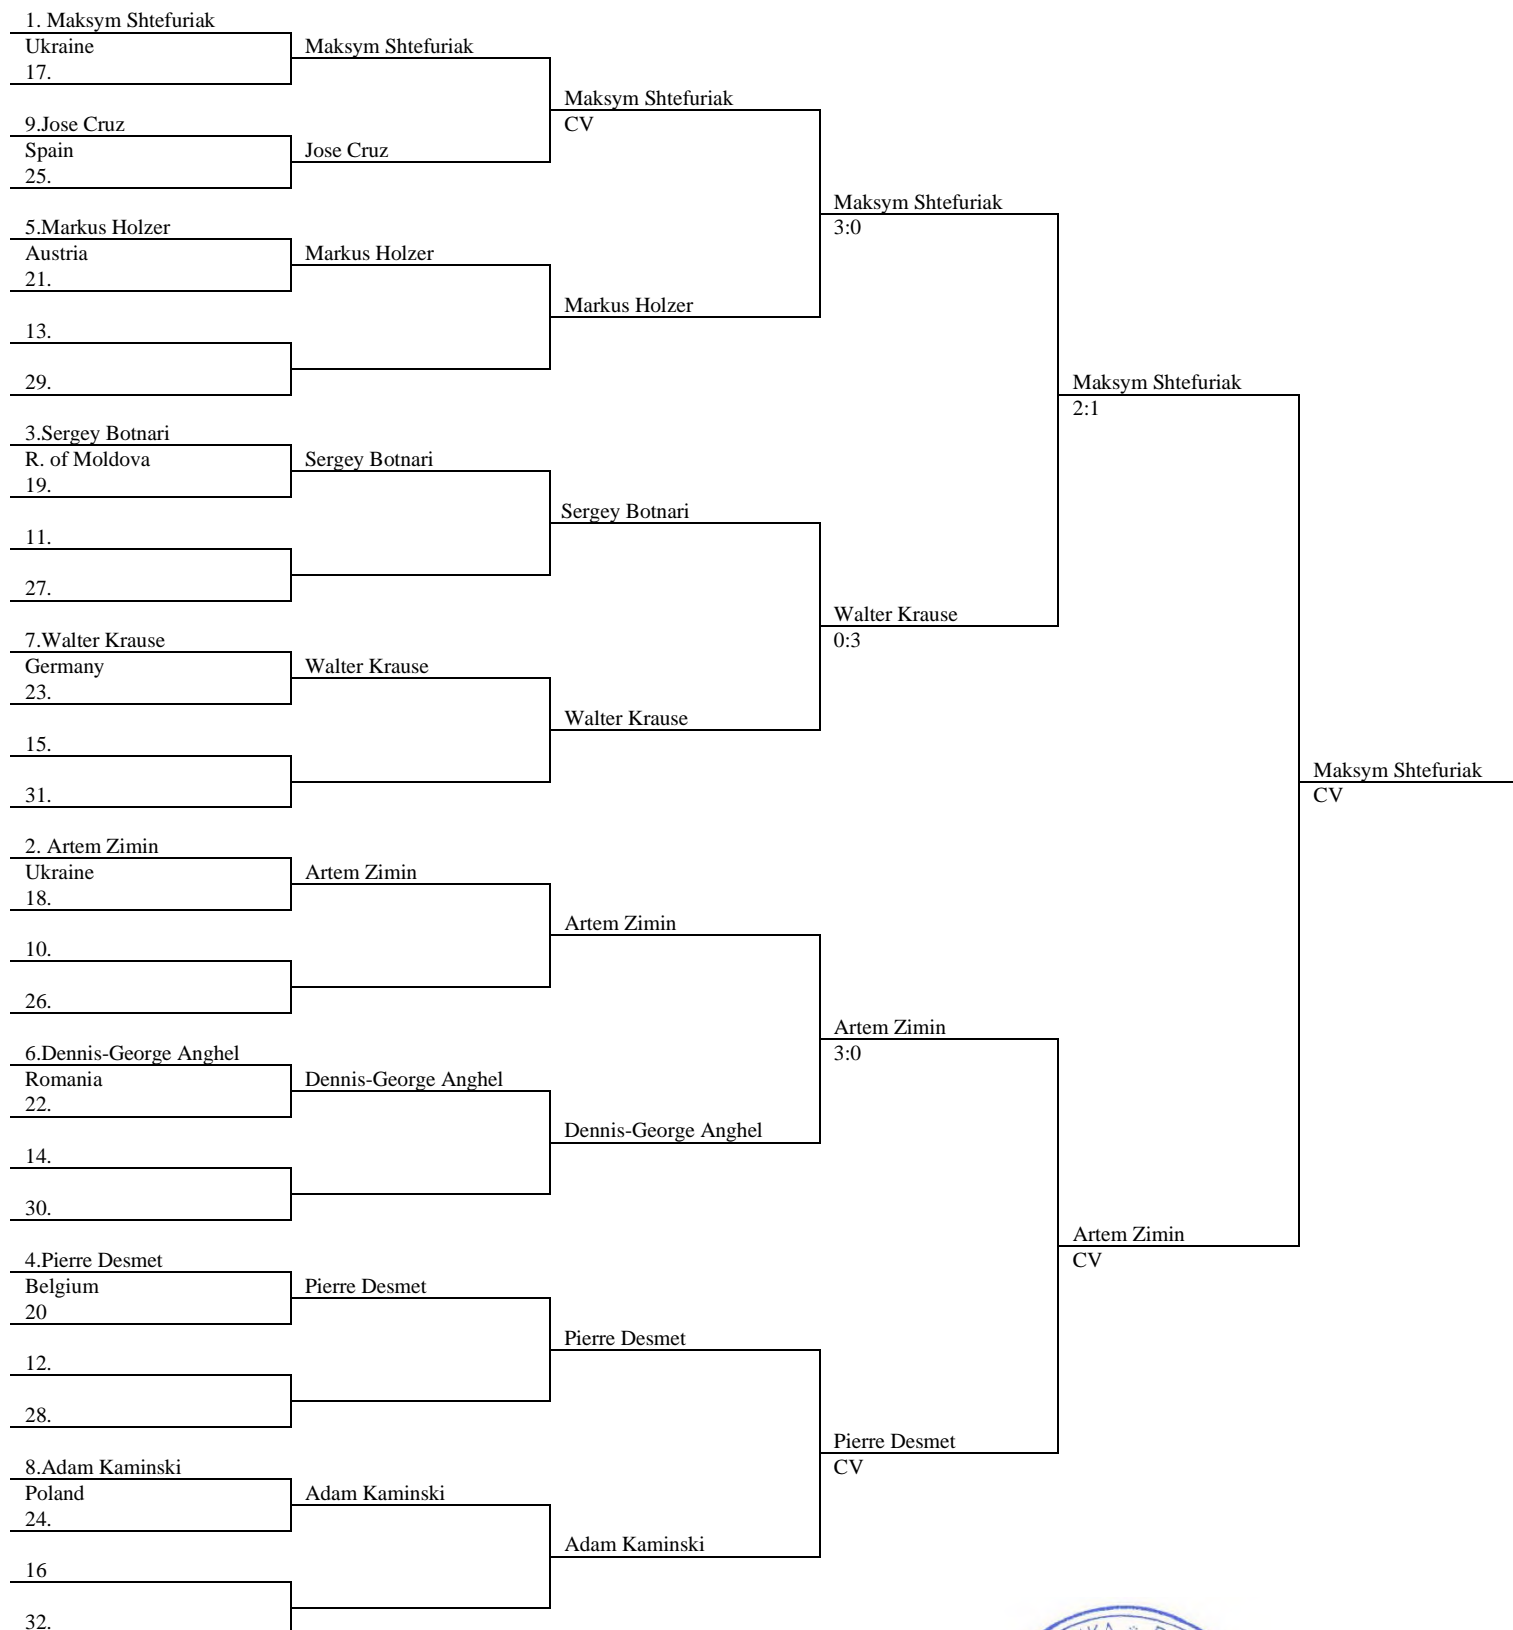 1. Maksym Shtefuriak
Ukraine
17.
9.Jose Cruz
Spain
25.
5.Markus Holzer
Austria
21.
13.
29.
3.Sergey Botnari
R. of Moldova
19.
11.
27.
7.Walter Krause
Germany
23.
15.
31.
2. Artem Zimin
Ukraine
18.
10.
26.
6.Dennis-George Anghel
Romania
22.
14.
30.
4.Pierre Desmet
Belgium
20
12.
28.
8.Adam Kaminski
Poland
24.
16
32.
Maksym Shtefuriak
Jose Cruz
Markus Holzer
Sergey Botnari
Walter Krause
Artem Zimin
Dennis-George Anghel
Pierre Desmet
Adam Kaminski
Maksym Shtefuriak
CV
Markus Holzer
Sergey Botnari
Walter Krause
Artem Zimin
Dennis-George Anghel
Pierre Desmet
Adam Kaminski
Maksym Shtefuriak
3:0
Walter Krause
0:3
Artem Zimin
3:0
Pierre Desmet
CV
Maksym Shtefuriak
2:1
Artem Zimin
CV
Maksym Shtefuriak
CV